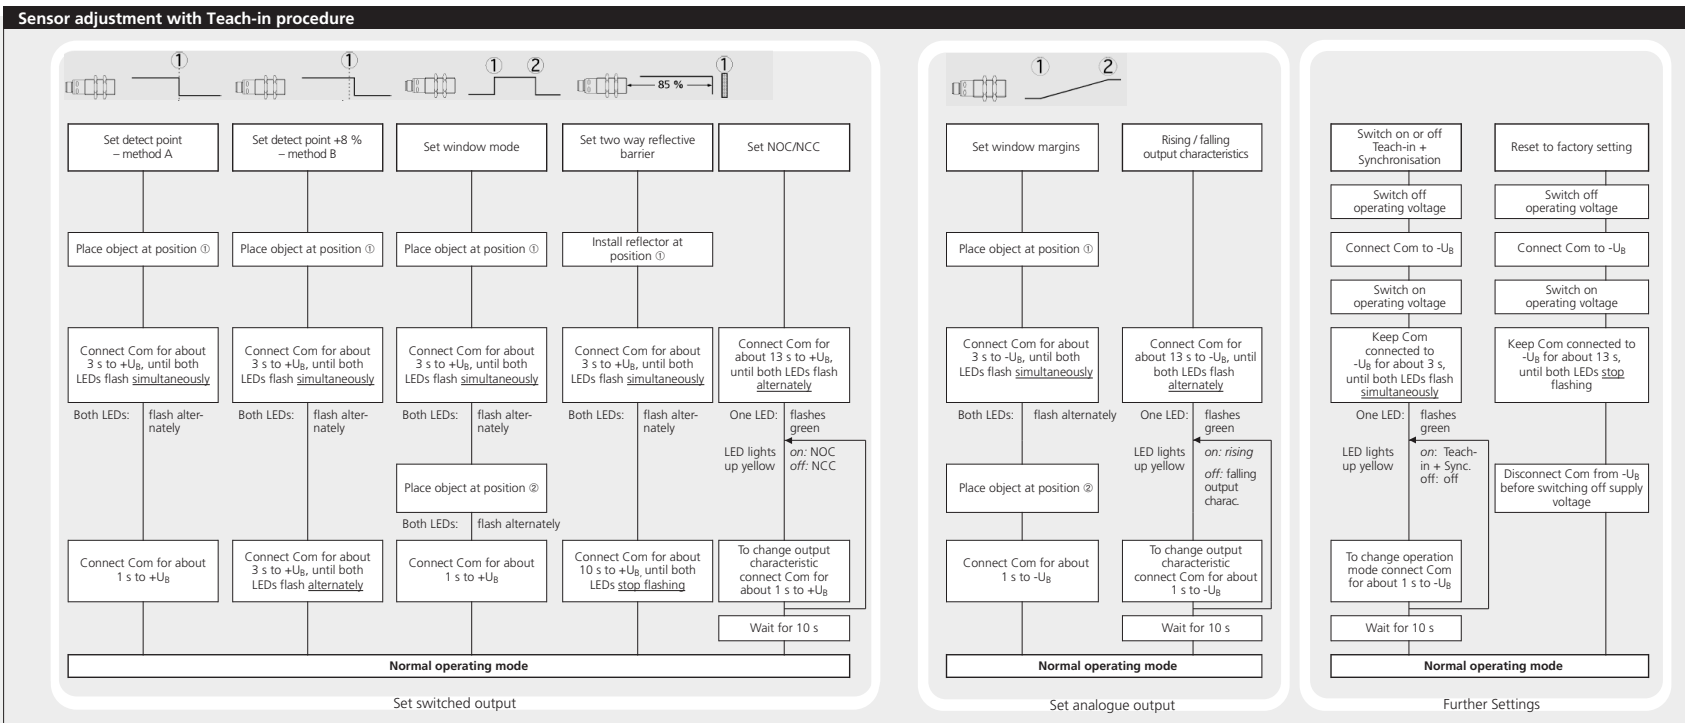 Sensor adjustment with Teach-in procedure
①
①
① ②
①
85 %
Set detect point
– method A
Place object at position ①
Connect Com for about
3 s to +UB, until both
LEDs flash simultaneously
Both LEDs: flash alter-
nately
Connect Com for about
1 s to +UB
Set detect point +8 %
– method B
Place object at position ①
Connect Com for about
3 s to +UB, until both
LEDs flash simultaneously
Both LEDs: flash alter-
nately
Connect Com for about
3 s to +UB, until both
LEDs flash alternately
Set window mode
Place object at position ①
Connect Com for about
3 s to +UB, until both
LEDs flash simultaneously
Both LEDs: flash alter-
nately
Place object at position ②
Both LEDs: flash alternately
Connect Com for about
1 s to +UB
Set two way reflective
barrier
Install reflector at
position ①
Connect Com for about
3 s to +UB, until both
LEDs flash simultaneously
Both LEDs: flash alter-
nately
Connect Com for about
10 s to +UB, until both
LEDs stop flashing
Set NOC/NCC
Connect Com for
about 13 s to +UB,
until both LEDs flash
alternately
One LED: flashes
green
LED lights on: NOC
up yellow off: NCC
To change output
characteristic
connect Com for
about 1 s to +UB
Wait for 10 s
Normal operating mode
Set switched output
① ②
Set window margins
Place object at position ①
Connect Com for about
3 s to -UB, until both
LEDs flash simultaneously
Both LEDs: flash alternately
Place object at position ②
Connect Com for about
1 s to -UB
Rising / falling
output characteristics
Connect Com for
about 13 s to -UB, until
both LEDs flash
alternately
One LED: flashes
green
LED lights on: rising
up yellow
off: falling
output
charac.
To change output
characteristic
connect Com for about
1 s to -UB
Wait for 10 s
Normal operating mode
Set analogue output
Switch on or off
Teach-in +
Synchronisation
Switch off
operating voltage
Connect Com to -UB
Switch on
operating voltage
Keep Com
connected to
-UB for about 3 s,
until both LEDs flash
simultaneously
One LED: flashes
green
LED lights on: Teach-
up yellow in + Sync.
off: off
To change operation
mode connect Com
for about 1 s to -UB
Wait for 10 s
Reset to factory setting
Switch off
operating voltage
Connect Com to -UB
Switch on
operating voltage
Keep Com connected to
-UB for about 13 s,
until both LEDs stop
flashing
Disconnect Com from -UB
before switching off supply
voltage
Normal operating mode
Further Settings